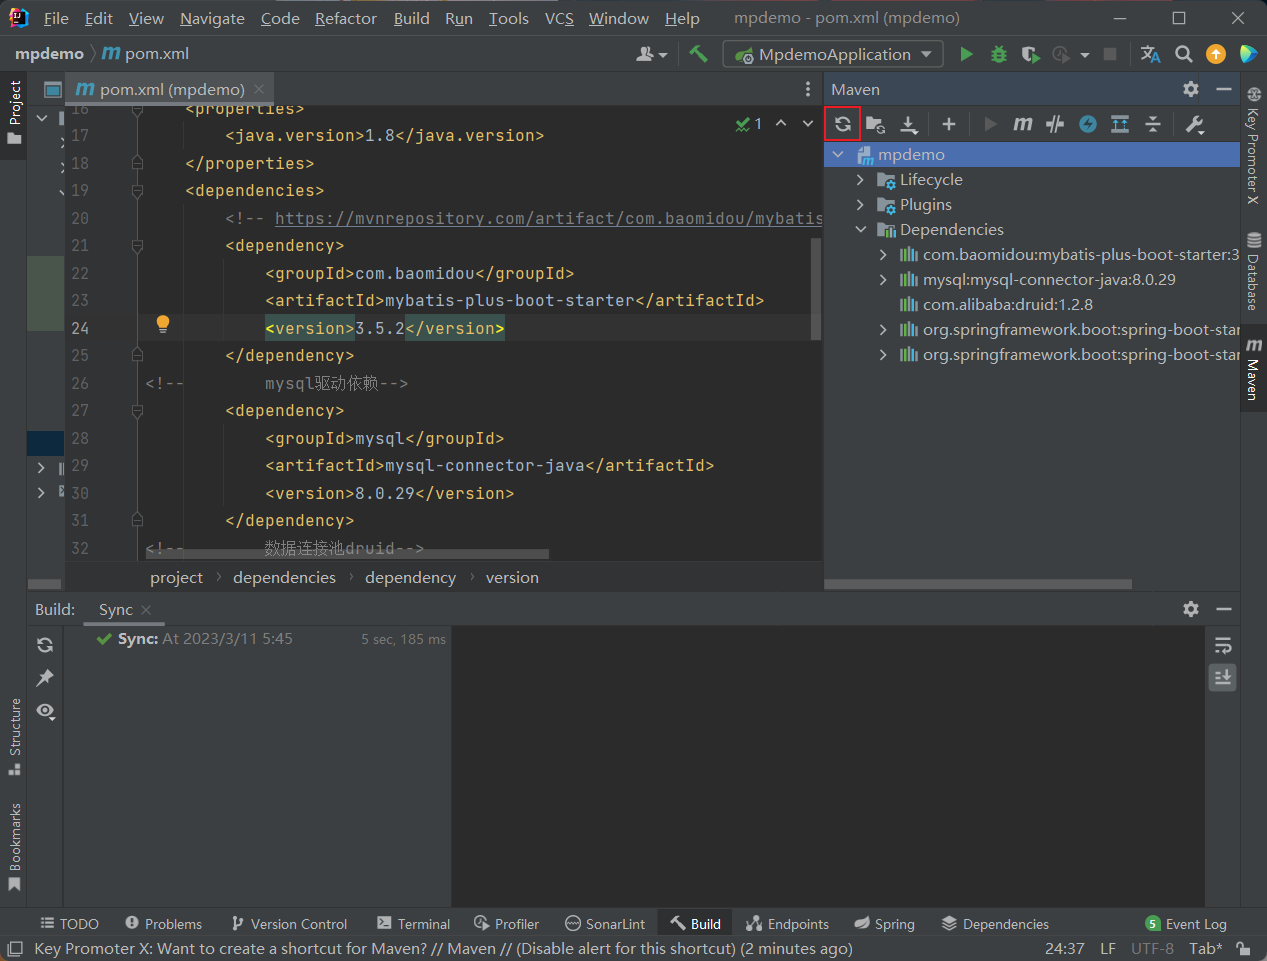 File Edit View Navigate Code Refactor Build Run Tools VCS Window Help mpdemo - pom.xml (mpdemo)
mpdemo m pom.xml
MpdemoApplication
Project
m pom.xml (mpdemo)
Maven
1
16 <properties>
17 <java.version>1.8</java.version>
18 </properties>
19 <dependencies>
20 <!-- https://mvnrepository.com/artifact/com.baomidou/mybatis
21 <dependency>
22 <groupId>com.baomidou</groupId>
23 <artifactId>mybatis-plus-boot-starter</artifactId>
24 <version>3.5.2</version>
25 </dependency>
26 <!-- mysql驱动依赖-->
27 <dependency>
28 <groupId>mysql</groupId>
29 <artifactId>mysql-connector-java</artifactId>
30 <version>8.0.29</version>
31 </dependency>
32 <!-- 数据连接池druid-->
project dependencies dependency version
mpdemo
Lifecycle
Plugins
Dependencies
com.baomidou:mybatis-plus-boot-starter:3
mysql:mysql-connector-java:8.0.29
com.alibaba:druid:1.2.8
org.springframework.boot:spring-boot-star
org.springframework.boot:spring-boot-star
Key Promoter X
Database
m Maven
Build: Sync
Sync: At 2023/3/11 5:45 5 sec, 185 ms
Structure
Bookmarks
TODO Problems Version Control Terminal Profiler SonarLint Build Endpoints Spring Dependencies 5 Event Log
Key Promoter X: Want to create a shortcut for Maven? // Maven // (Disable alert for this shortcut) (2 minutes ago) 24:37 LF UTF-8 Tab*